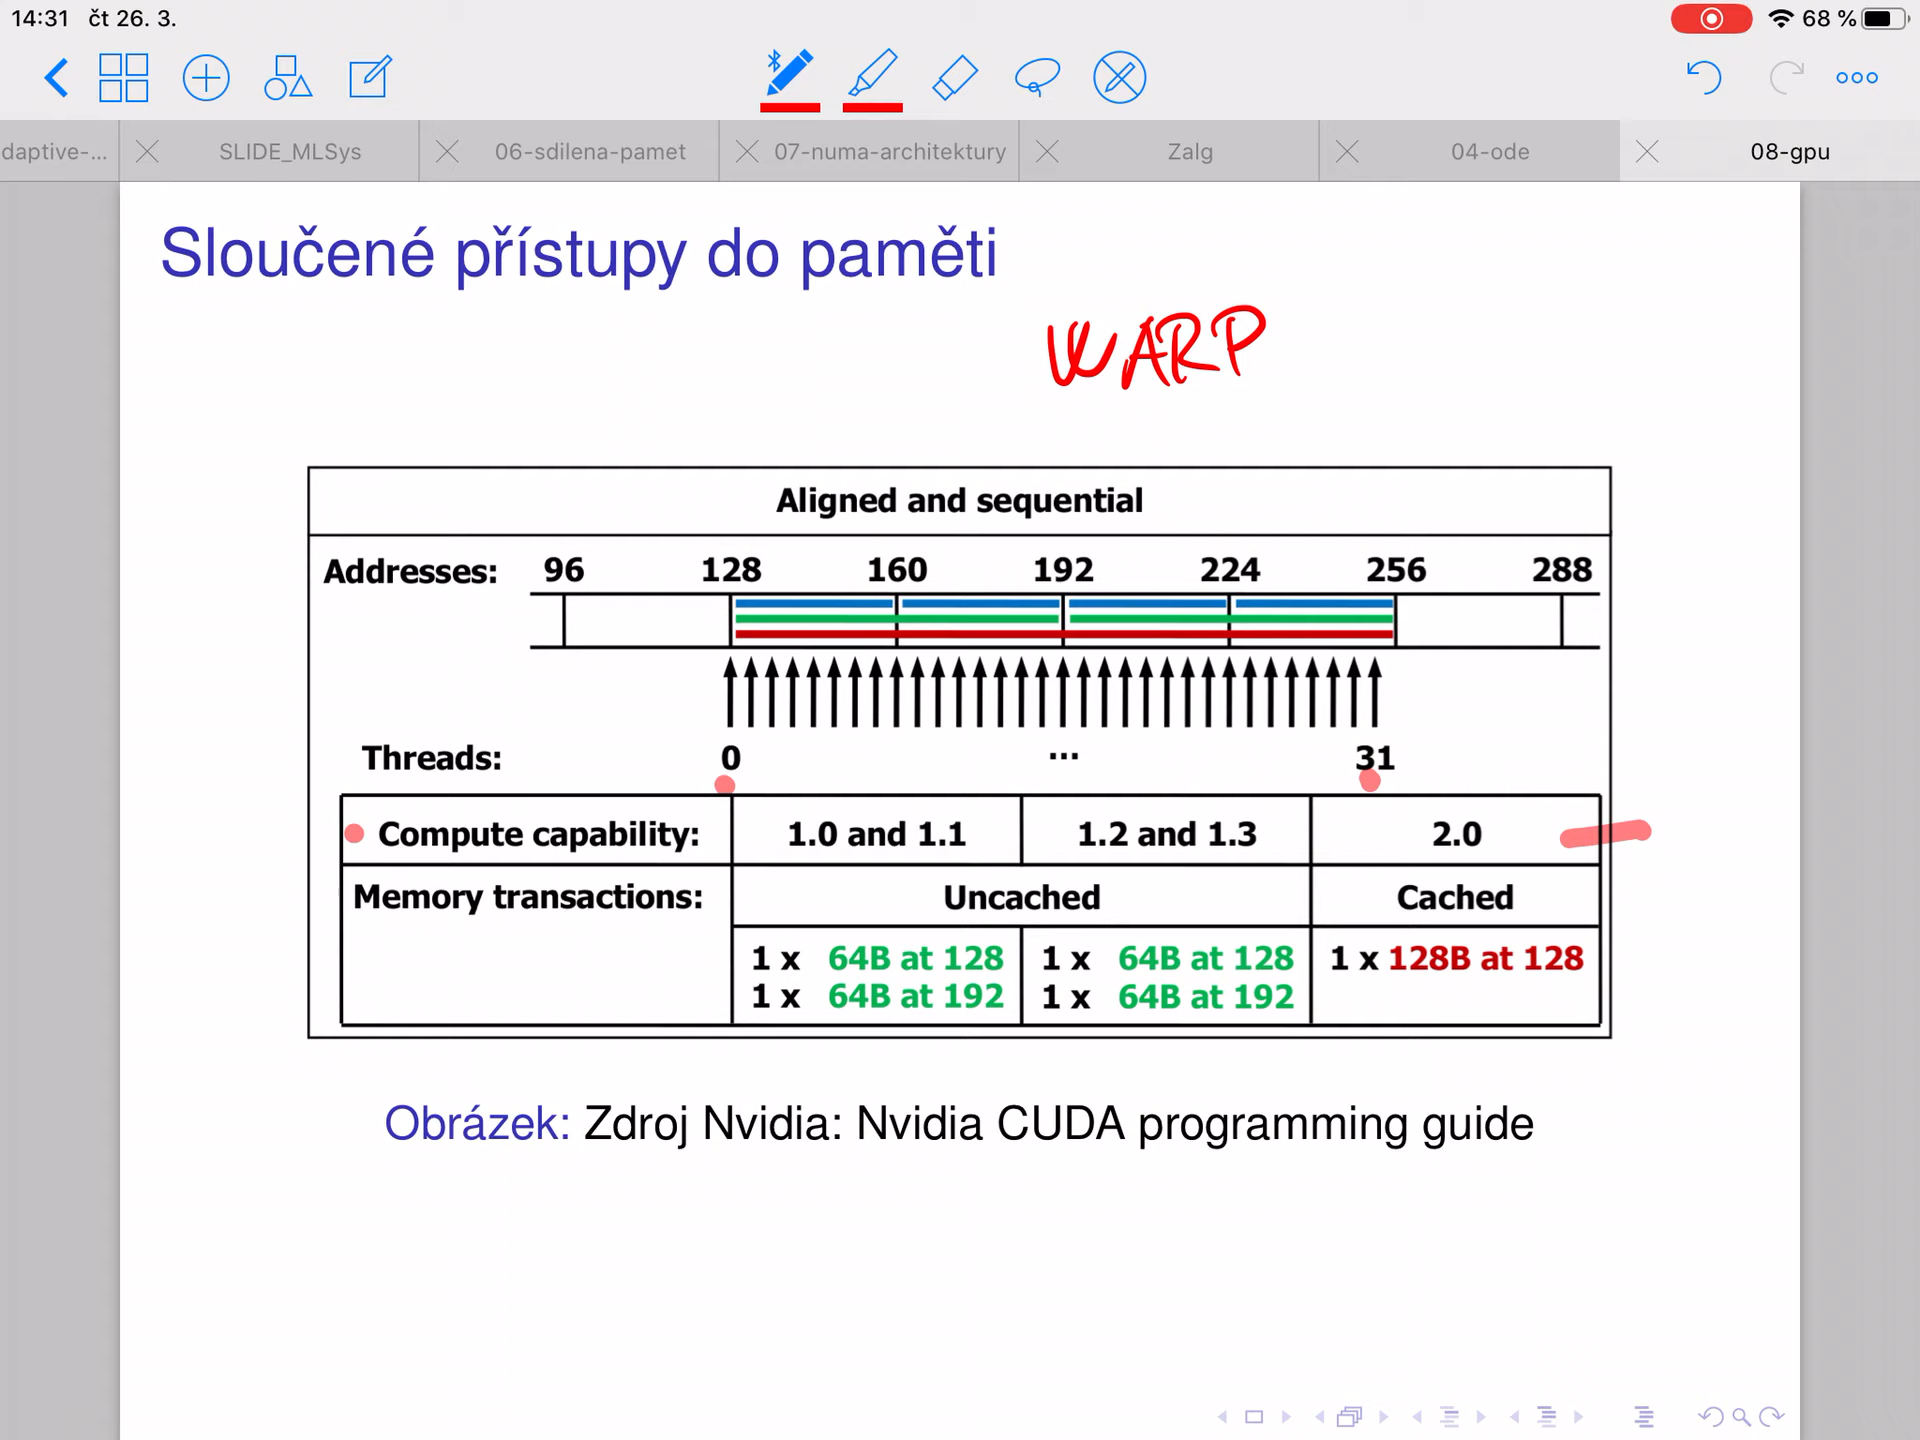 14:31 čt 26. 3. 68 %
daptive-... SLIDE_MLSys 06-sdilena-pamet 07-numa-architektury Zalg 04-ode 08-gpu
Sloučené přístupy do paměti
WARP
Aligned and sequential
Addresses: 96 128 160 192 224 256 288
Threads: 0 ... 31
Compute capability: 1.0 and 1.1 1.2 and 1.3 2.0
Memory transactions: Uncached Cached
1 x 64B at 128 1 x 64B at 128 1 x 128B at 128
1 x 64B at 192 1 x 64B at 192
Obrázek: Zdroj Nvidia: Nvidia CUDA programming guide